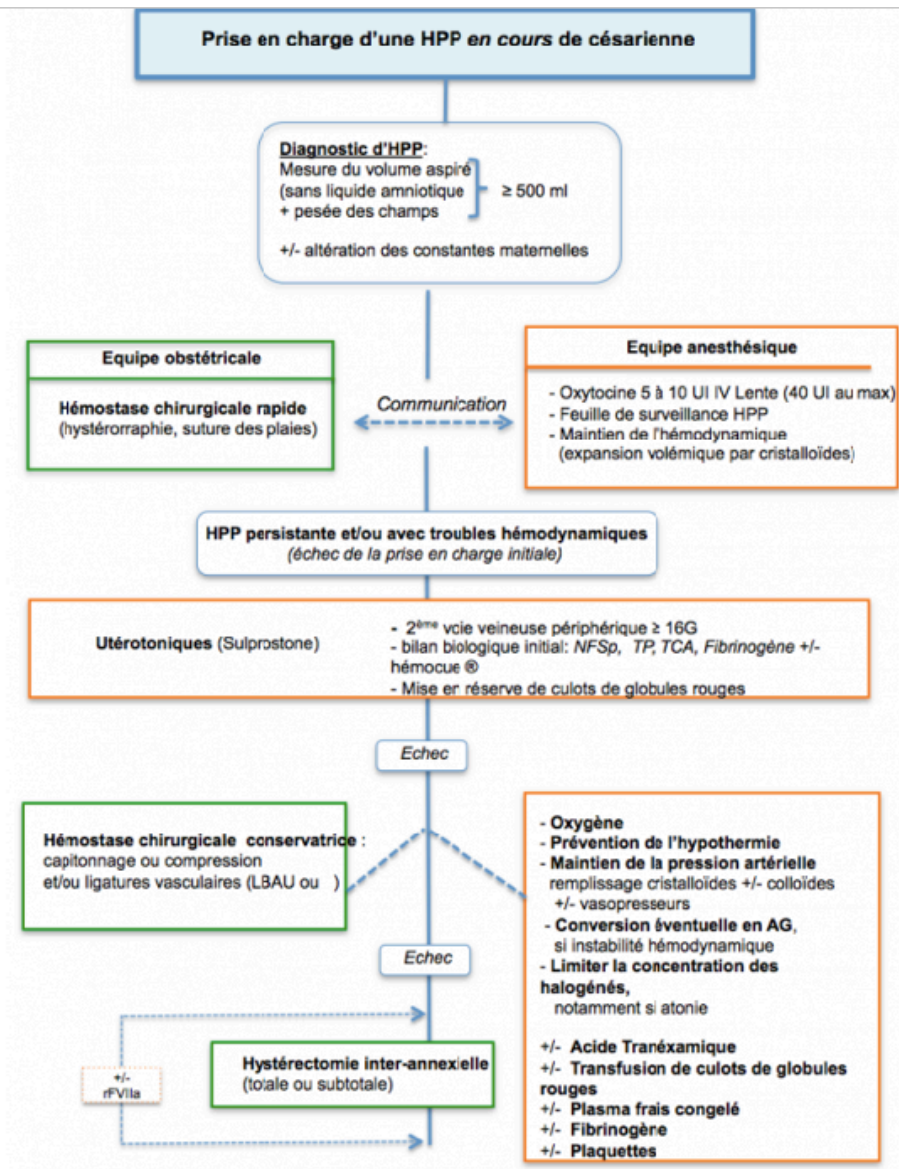 Prise en charge d'une HPP en cours de césarienne
Diagnostic d'HPP:
Mesure du volume aspiré
(sans liquide amniotique
+ pesée des champs
≥ 500 ml
+/- altération des constantes maternelles
Equipe obstétricale
Hémostase chirurgicale rapide
(hystérorraphie, suture des plaies)
Communication
Equipe anesthésique
- Oxytocine 5 à 10 UI IV Lente (40 UI au max)
- Feuille de surveillance HPP
- Maintien de l'hémodynamique
(expansion volémique par cristalloïdes)
HPP persistante et/ou avec troubles hémodynamiques
(échec de la prise en charge initiale)
Utérotoniques (Sulprostone)
- 2ème voie veineuse périphérique ≥ 16G
- bilan biologique initial: NFSp, TP, TCA, Fibrinogène +/-
hémocue ®
- Mise en réserve de culots de globules rouges
Echec
Hémostase chirurgicale conservatrice :
capitonnage ou compression
et/ou ligatures vasculaires (LBAU ou )
- Oxygène
- Prévention de l'hypothermie
- Maintien de la pression artérielle
remplissage cristalloïdes +/- colloïdes
+/- vasopresseurs
- Conversion éventuelle en AG,
si instabilité hémodynamique
- Limiter la concentration des
halogénés,
notamment si atonie
+/- Acide Tranéxamique
+/- Transfusion de culots de globules
rouges
+/- Plasma frais congelé
+/- Fibrinogène
+/- Plaquettes
Echec
Hystérectomie inter-annexielle
(totale ou subtotale)
+/-
rFVIIa